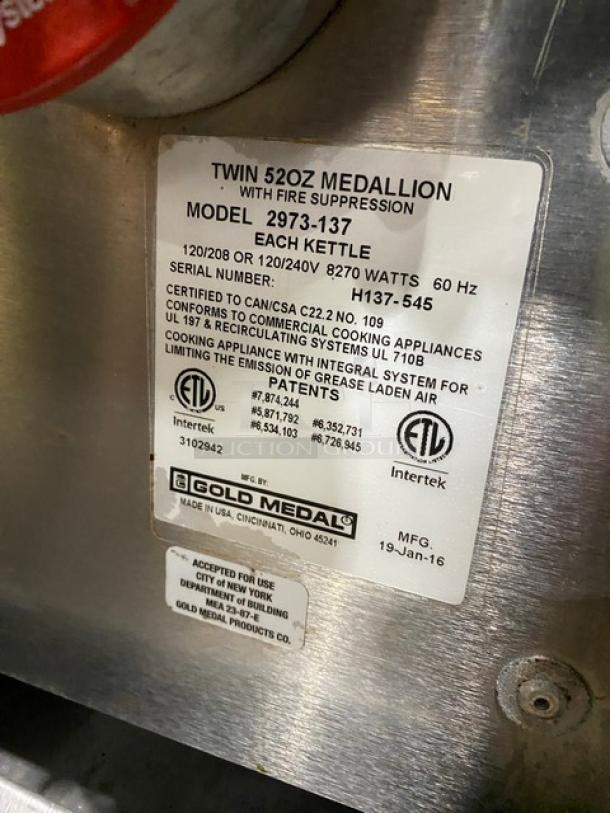 TWIN 52OZ MEDALLION
WITH FIRE SUPPRESSION
MODEL 2973-137
EACH KETTLE
120/208 OR 120/240V 8270 WATTS 60 Hz
SERIAL NUMBER: H137-545
CERTIFIED TO CAN/CSA C22.2 NO. 109
CONFORMS TO COMMERCIAL COOKING APPLIANCES
UL 197 & RECIRCULATING SYSTEMS UL 710B
COOKING APPLIANCE WITH INTEGRAL SYSTEM FOR
LIMITING THE EMISSION OF GREASE LADEN AIR
PATENTS
#7,874,244
#5,871,792 #6,352,731
#6,534,103 #6,726,945
C ETL US
Intertek
3102942
ETL
Intertek
AUCTION GROUP
MFG. BY:
GOLD MEDAL®
MADE IN USA, CINCINNATI, OHIO 45241
MFG.
19-Jan-16
ACCEPTED FOR USE
CITY of NEW YORK
DEPARTMENT of BUILDING
MEA 23-87-E
GOLD MEDAL PRODUCTS CO.